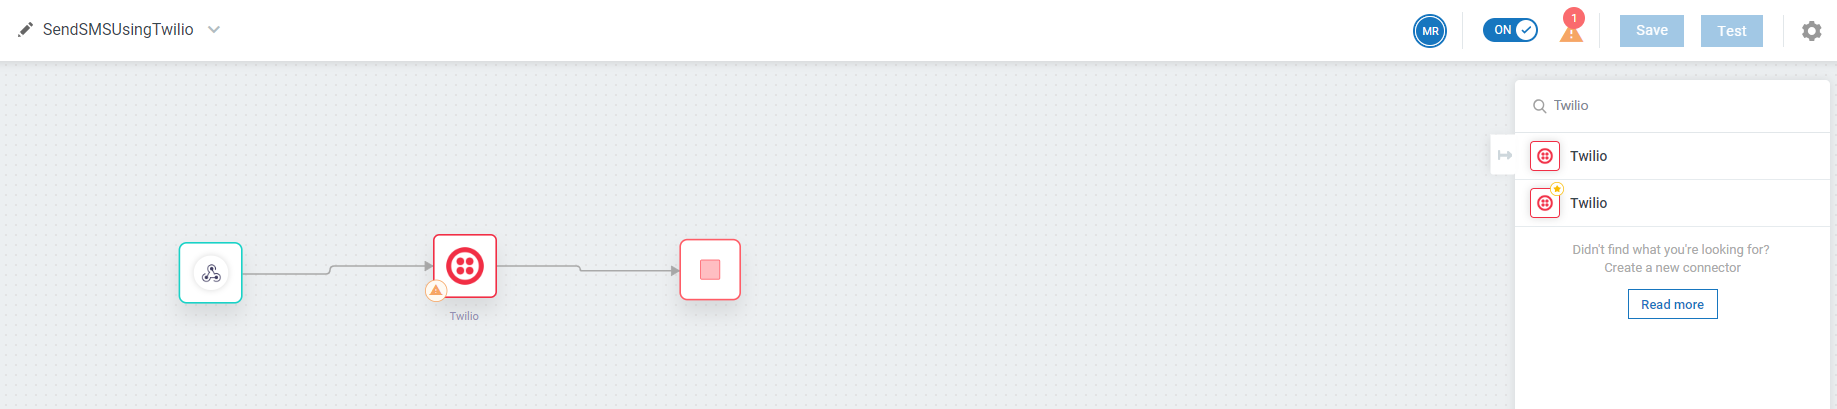 SendSMSUsingTwilio
MR
ON
1
Save
Test
Twilio
Twilio
Twilio
Didn't find what you're looking for?
Create a new connector
Read more
Twilio